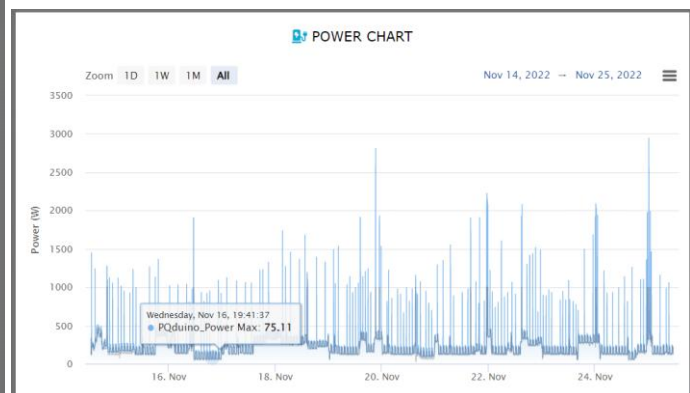 POWER CHART
Zoom 1D 1W 1M All
Nov 14, 2022 → Nov 25, 2022
3500
3000
2500
2000
1500
1000
500
0
Power (W)
Wednesday, Nov 16, 19:41:37
PQduino_Power Max: 75.11
16. Nov 18. Nov 20. Nov 22. Nov 24. Nov